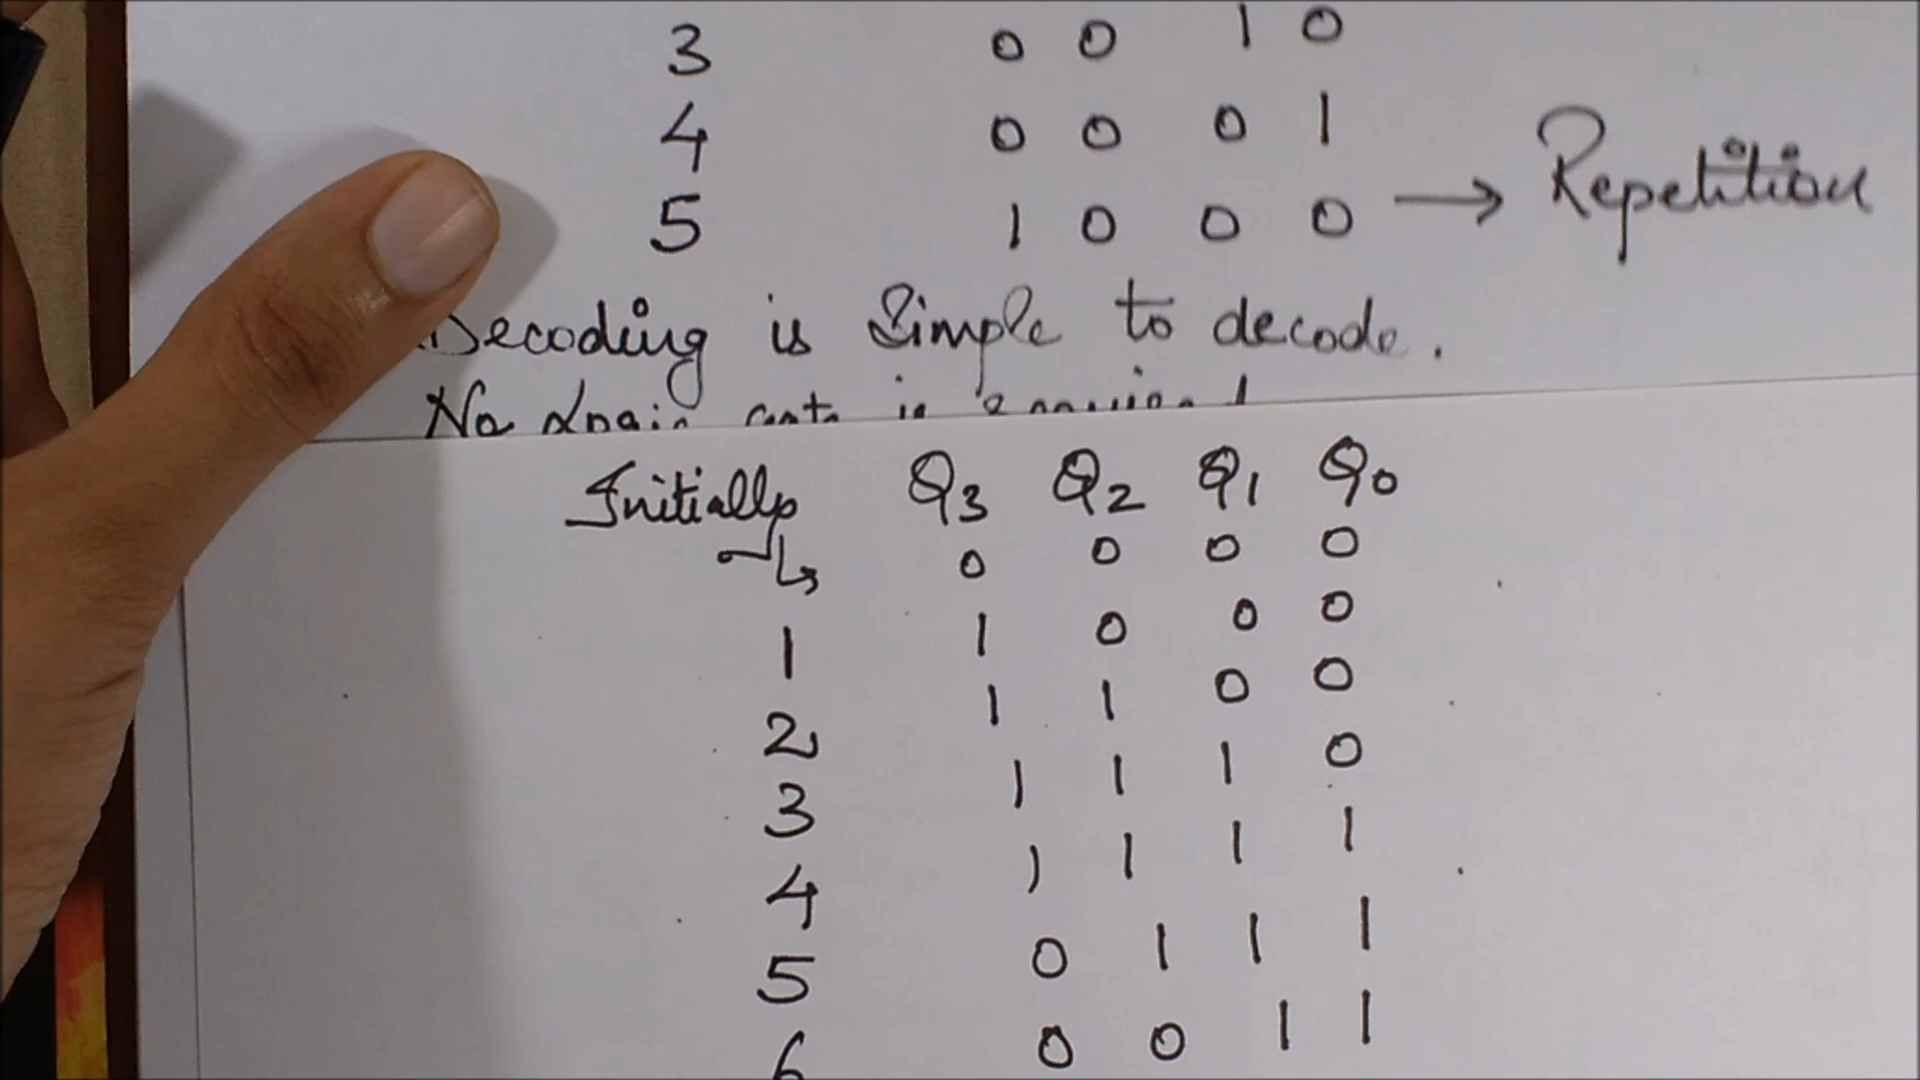 3 0 0 1 0
4 0 0 0 1
5 1 0 0 0 → Repetition
Decoding is Simple to decode.
No
Initially Q3 Q2 Q1 Q0
↳ 0 0 0 0
1 1 0 0 0
2 1 1 0 0
3 1 1 1 0
4 1 1 1 1
5 0 1 1 1
6 0 0 1 1